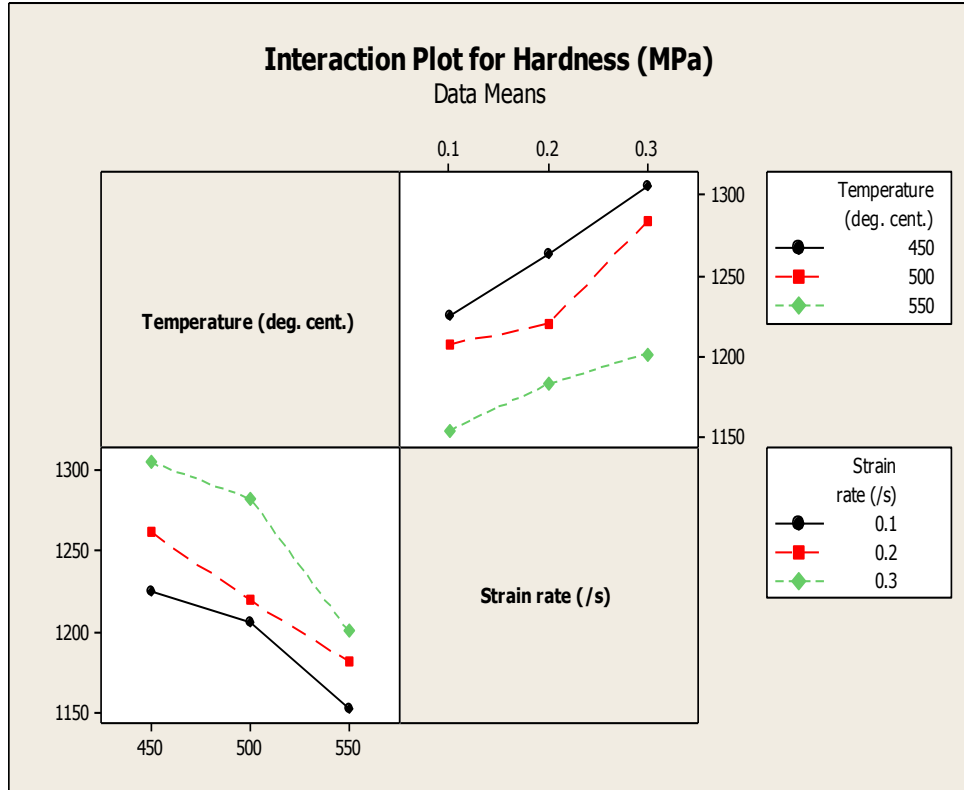 Interaction Plot for Hardness (MPa)
Data Means
0.1 0.2 0.3
Temperature (deg. cent.)
1300
1250
1200
1150
Temperature
(deg. cent.)
450
500
550
1300
1250
1200
1150
450 500 550
Strain rate (/s)
Strain
rate (/s)
0.1
0.2
0.3